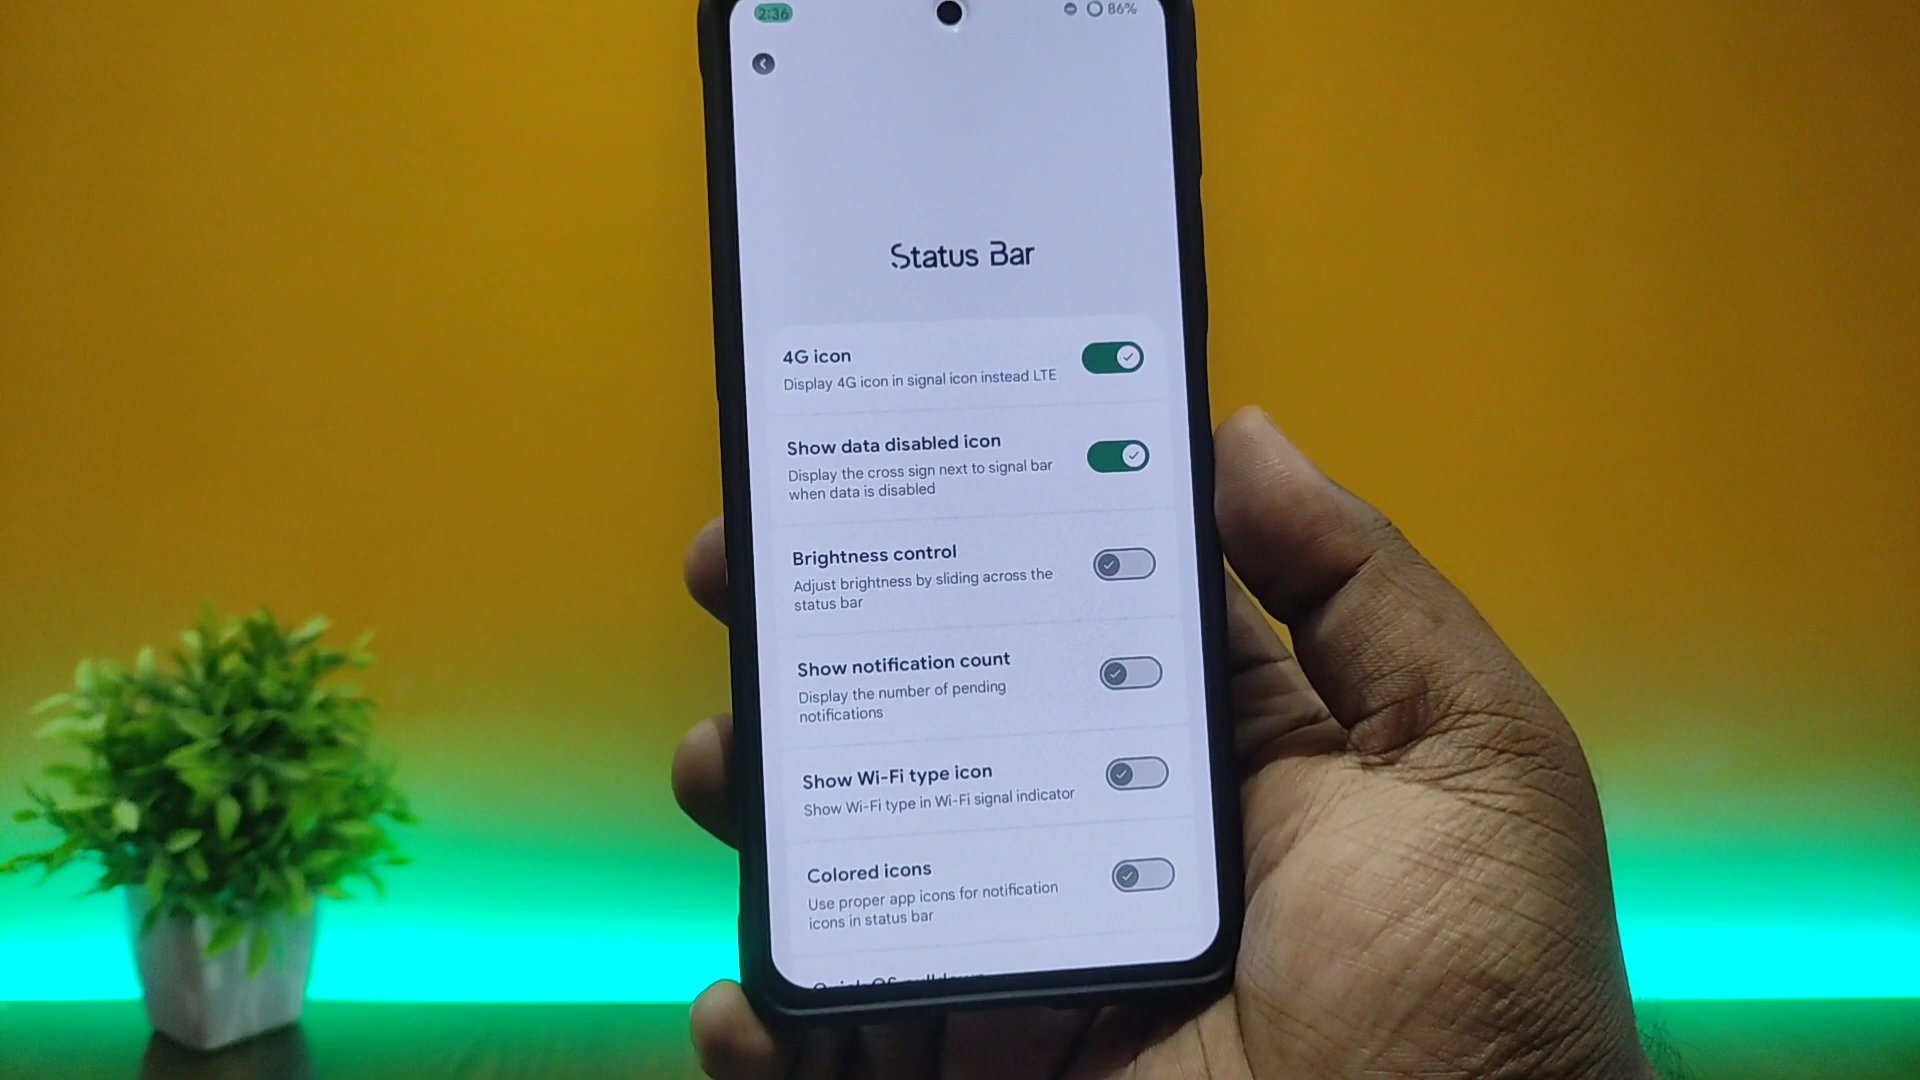 2:36
86%
Status Bar
4G icon
Display 4G icon in signal icon instead LTE
Show data disabled icon
Display the cross sign next to signal bar
when data is disabled
Brightness control
Adjust brightness by sliding across the
status bar
Show notification count
Display the number of pending
notifications
Show Wi-Fi type icon
Show Wi-Fi type in Wi-Fi signal indicator
Colored icons
Use proper app icons for notification
icons in status bar